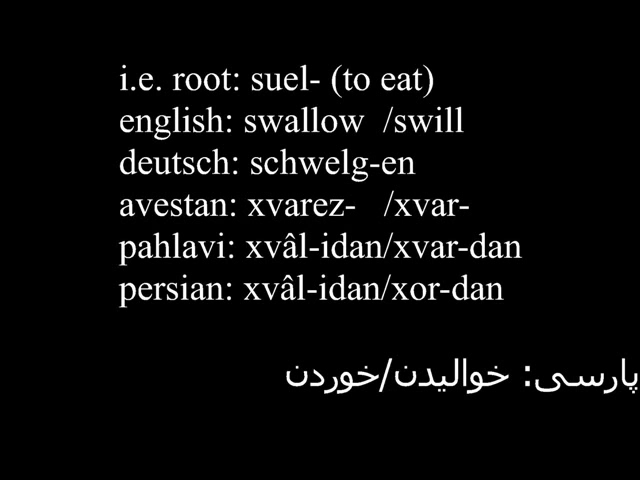 i.e. root: suel- (to eat)
english: swallow /swill
deutsch: schwelg-en
avestan: xvarez- /xvar-
pahlavi: xvâl-idan/xvar-dan
persian: xvâl-idan/xor-dan
پارسی: خوالیدن/خوردن